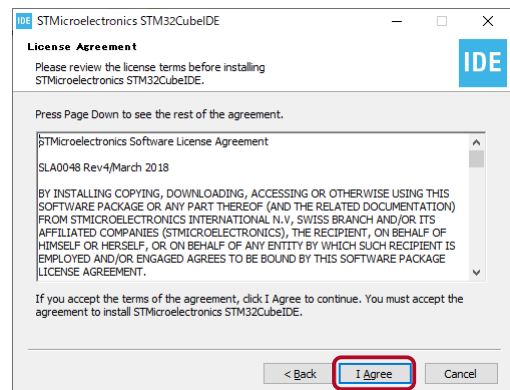 IDE STMicroelectronics STM32CubeIDE
License Agreement
Please review the license terms before installing
STMicroelectronics STM32CubeIDE.
IDE
Press Page Down to see the rest of the agreement.
STMicroelectronics Software License Agreement
SLA0048 Rev4/March 2018
BY INSTALLING COPYING, DOWNLOADING, ACCESSING OR OTHERWISE USING THIS
SOFTWARE PACKAGE OR ANY PART THEREOF (AND THE RELATED DOCUMENTATION)
FROM STMICROELECTRONICS INTERNATIONAL N.V, SWISS BRANCH AND/OR ITS
AFFILIATED COMPANIES (STMICROELECTRONICS), THE RECIPIENT, ON BEHALF OF
HIMSELF OR HERSELF, OR ON BEHALF OF ANY ENTITY BY WHICH SUCH RECIPIENT IS
EMPLOYED AND/OR ENGAGED AGREES TO BE BOUND BY THIS SOFTWARE PACKAGE
LICENSE AGREEMENT.
If you accept the terms of the agreement, click I Agree to continue. You must accept the
agreement to install STMicroelectronics STM32CubeIDE.
< Back I Agree Cancel